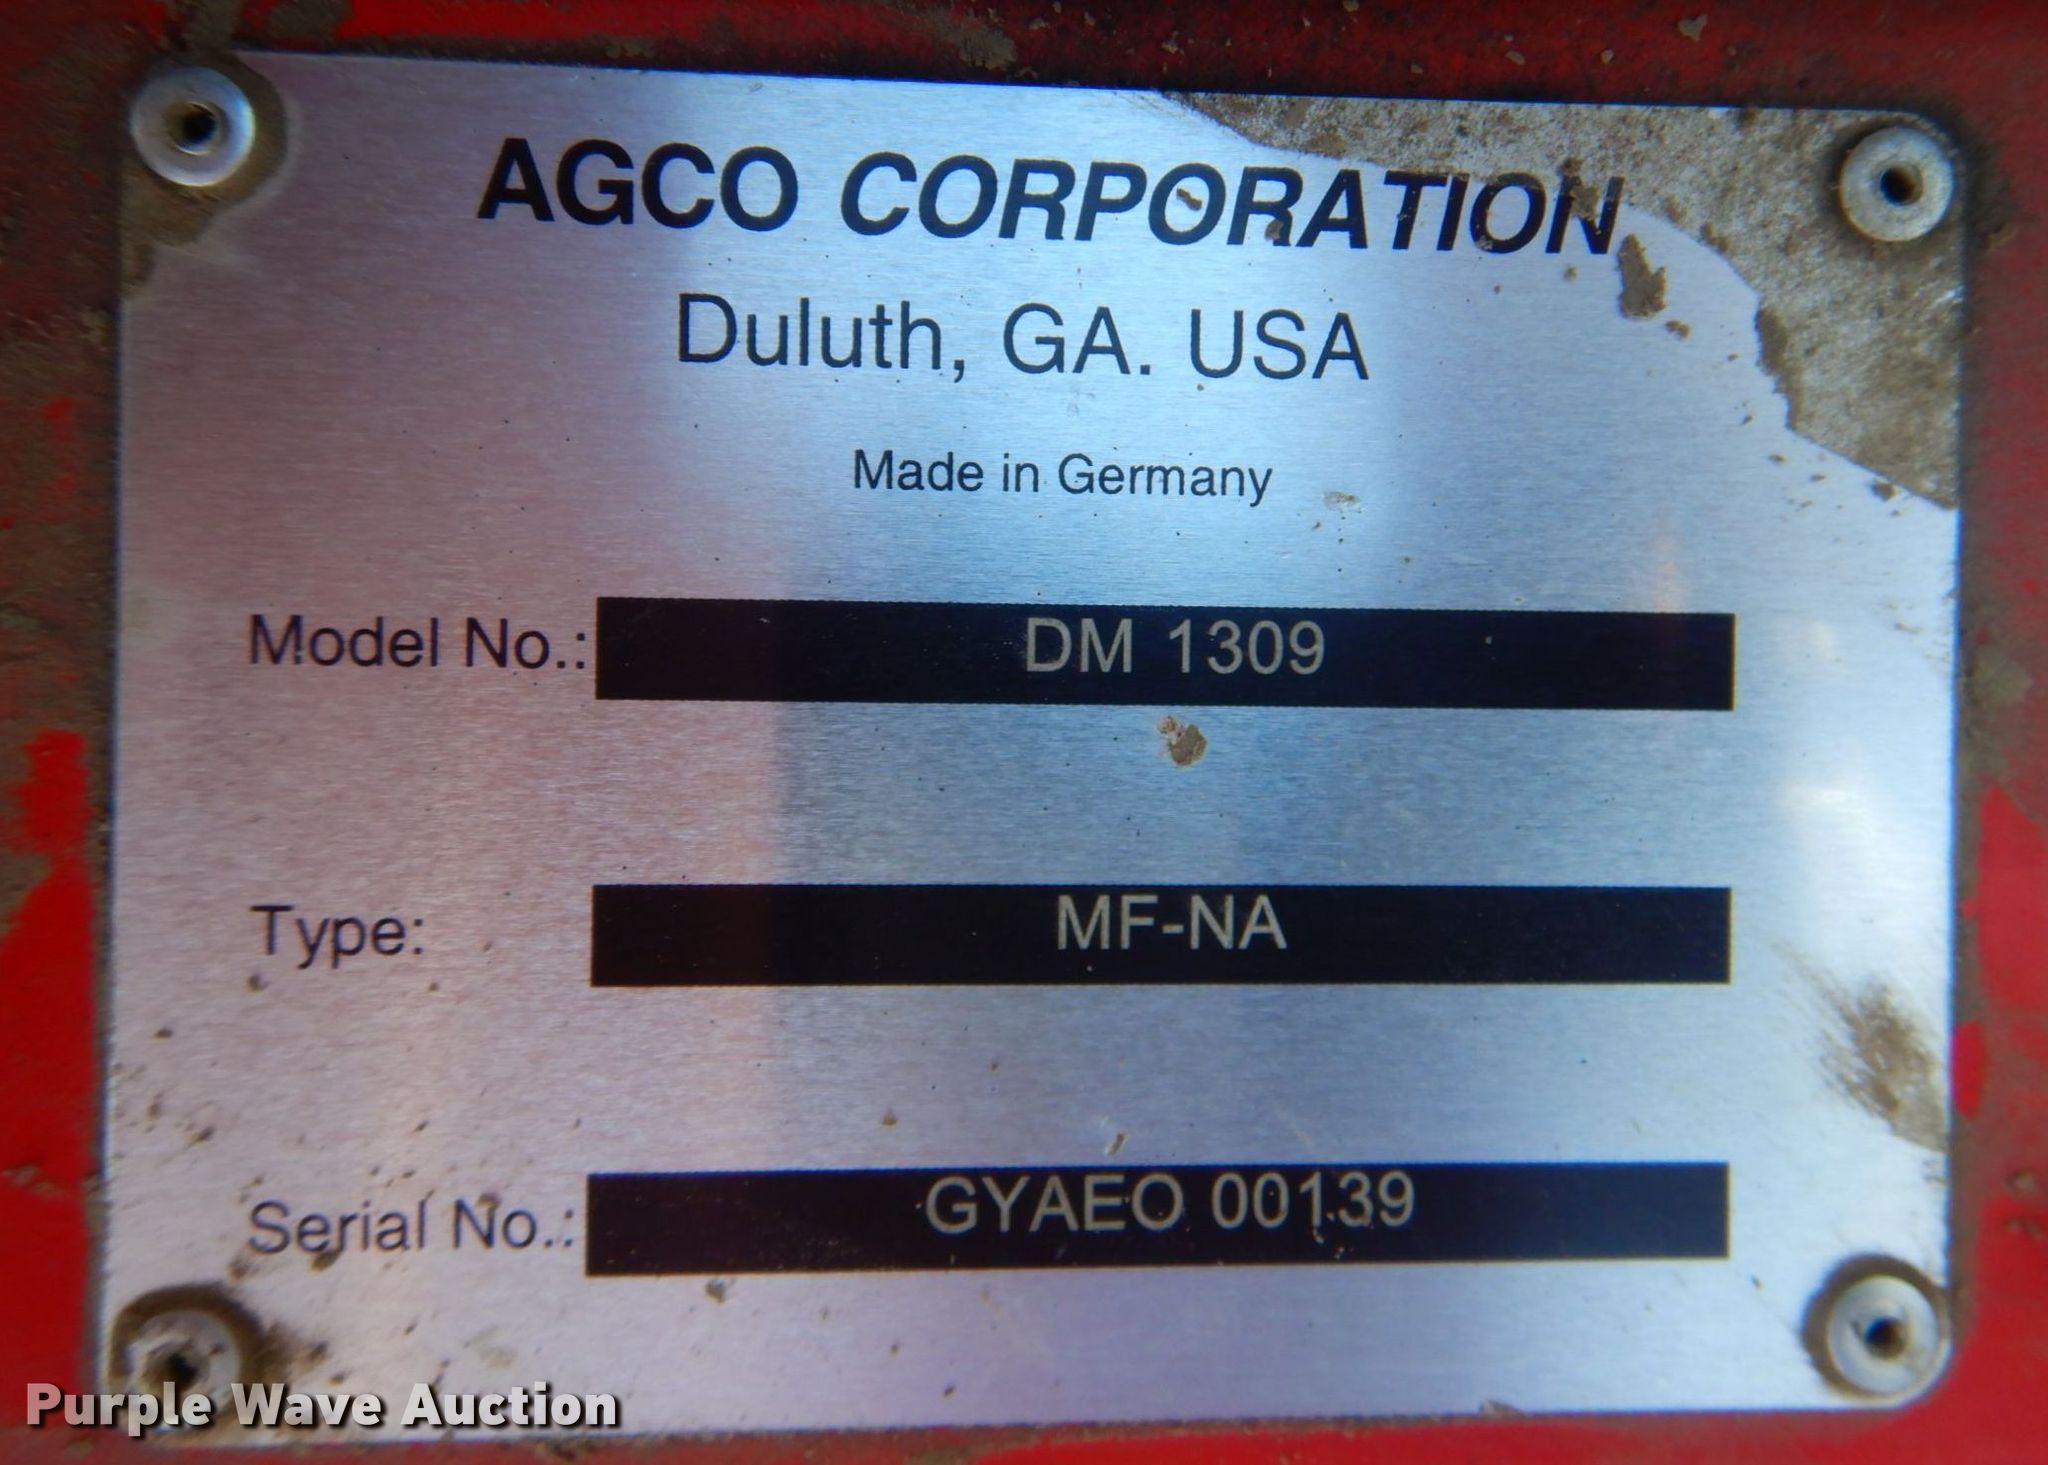 AGCO CORPORATION
Duluth, GA. USA
Made in Germany
Model No.: DM 1309
Type: MF-NA
Serial No.: GYAEO 00139
Purple Wave Auction